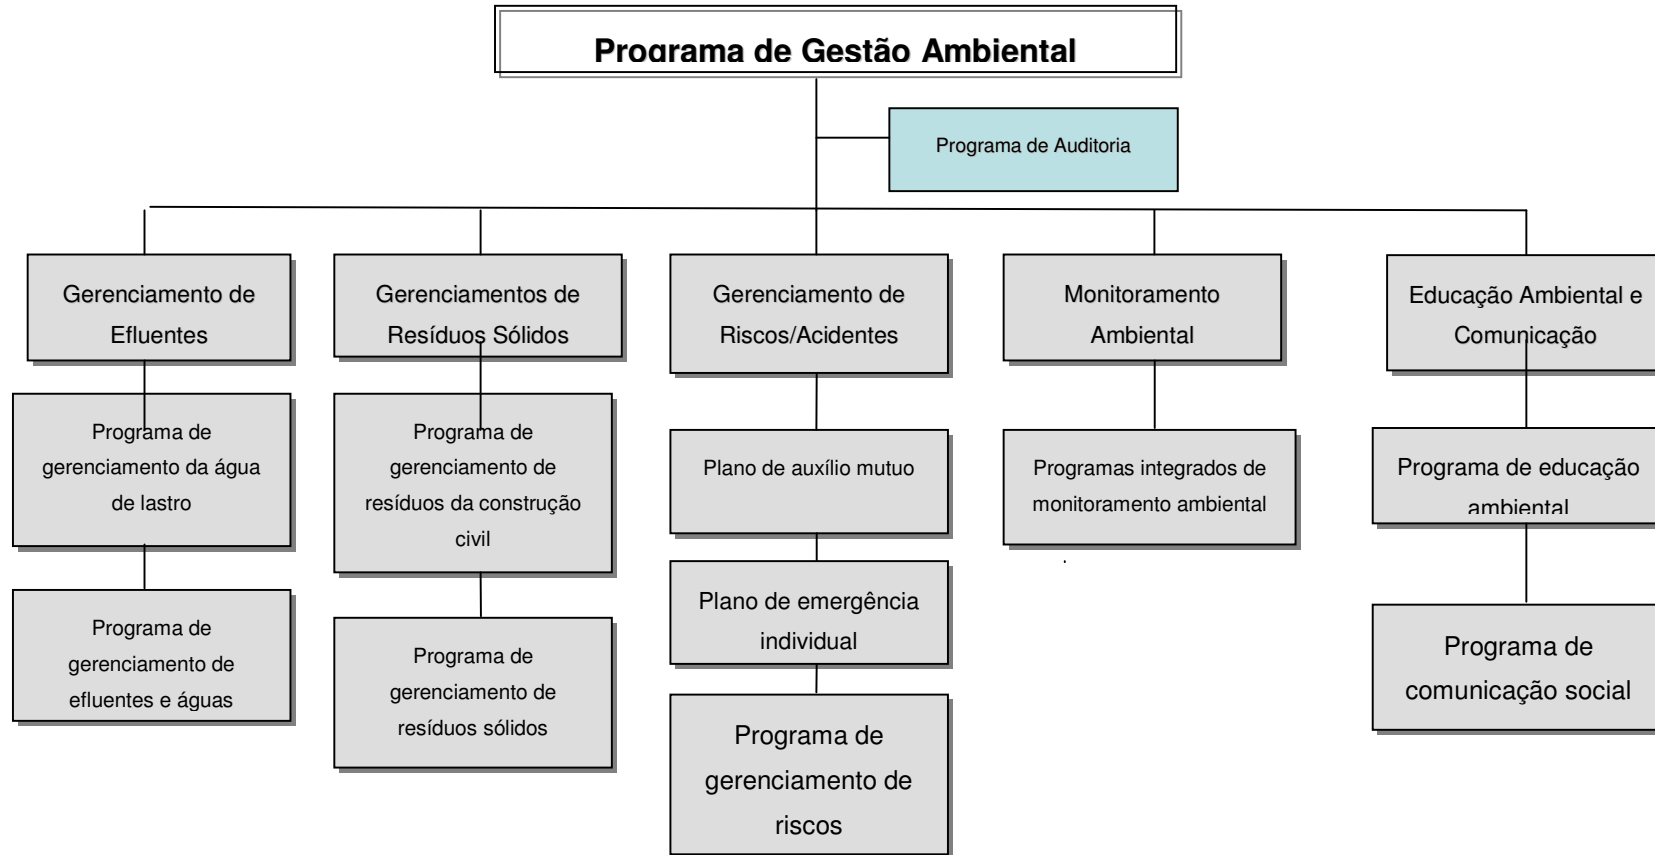 Programa de Gestão Ambiental
Programa de Auditoria
Gerenciamento de
Efluentes
Gerenciamentos de
Resíduos Sólidos
Gerenciamento de
Riscos/Acidentes
Monitoramento
Ambiental
Educação Ambiental e
Comunicação
Programa de
gerenciamento da água
de lastro
Programa de
gerenciamento de
resíduos da construção
civil
Plano de auxílio mutuo
Programas integrados de
monitoramento ambiental
.
Programa de educação
ambiental
Programa de
gerenciamento de
efluentes e águas
Programa de
gerenciamento de
resíduos sólidos
Plano de emergência
individual
Programa de
gerenciamento de
riscos
Programa de
comunicação social